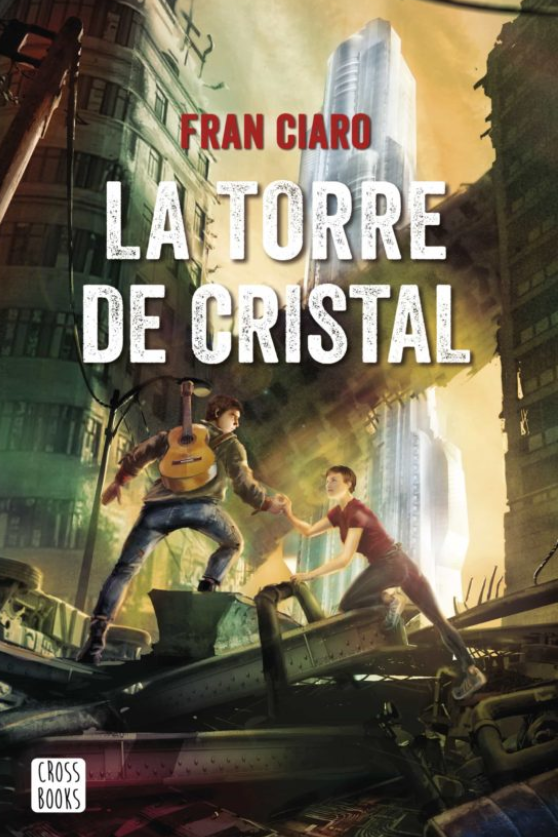 FRAN CIARO
LA TORRE
DE CRISTAL
CROSS
BOOKS